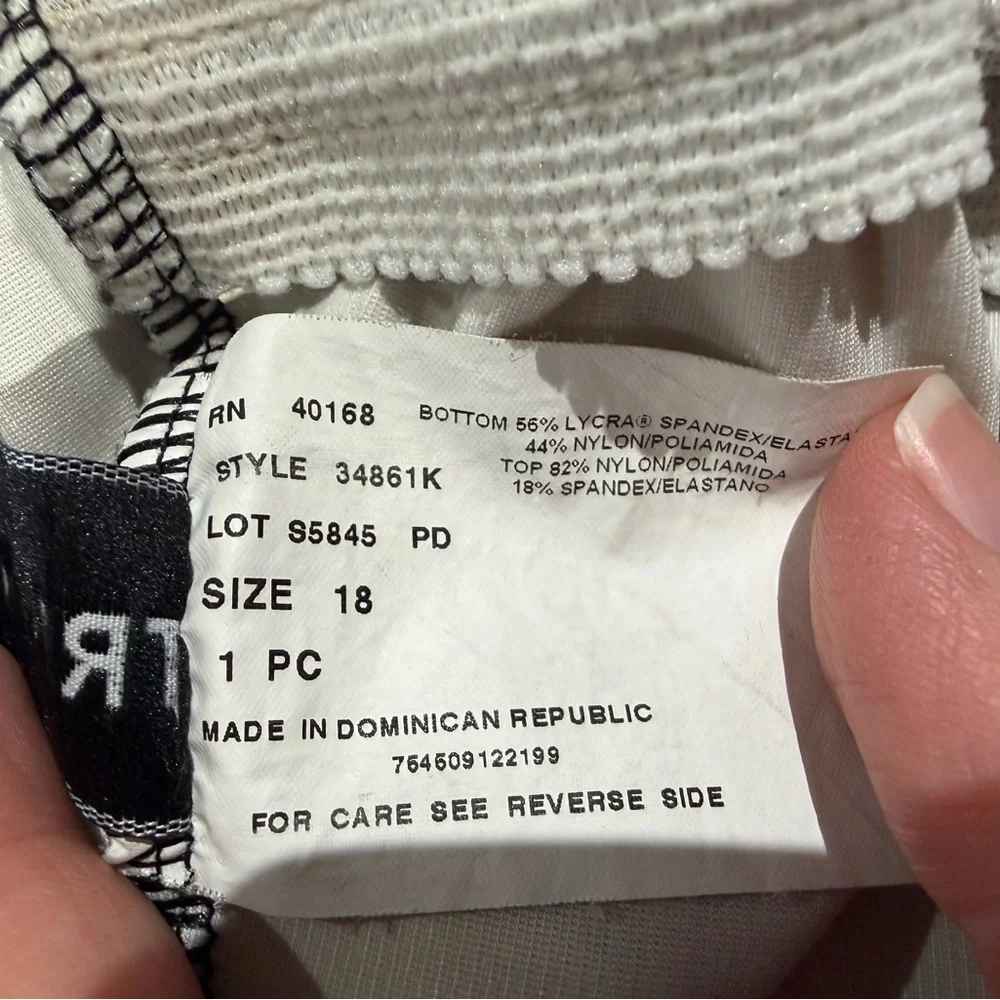 RN 40168
BOTTOM 56% LYCRA® SPANDEX/ELASTA
44% NYLON/POLIAMIDA
TOP 82% NYLON/POLIAMIDA
18% SPANDEX/ELASTANO
STYLE 34861K
LOT S5845 PD
SIZE 18
1 PC
MADE IN DOMINICAN REPUBLIC
754509122199
FOR CARE SEE REVERSE SIDE